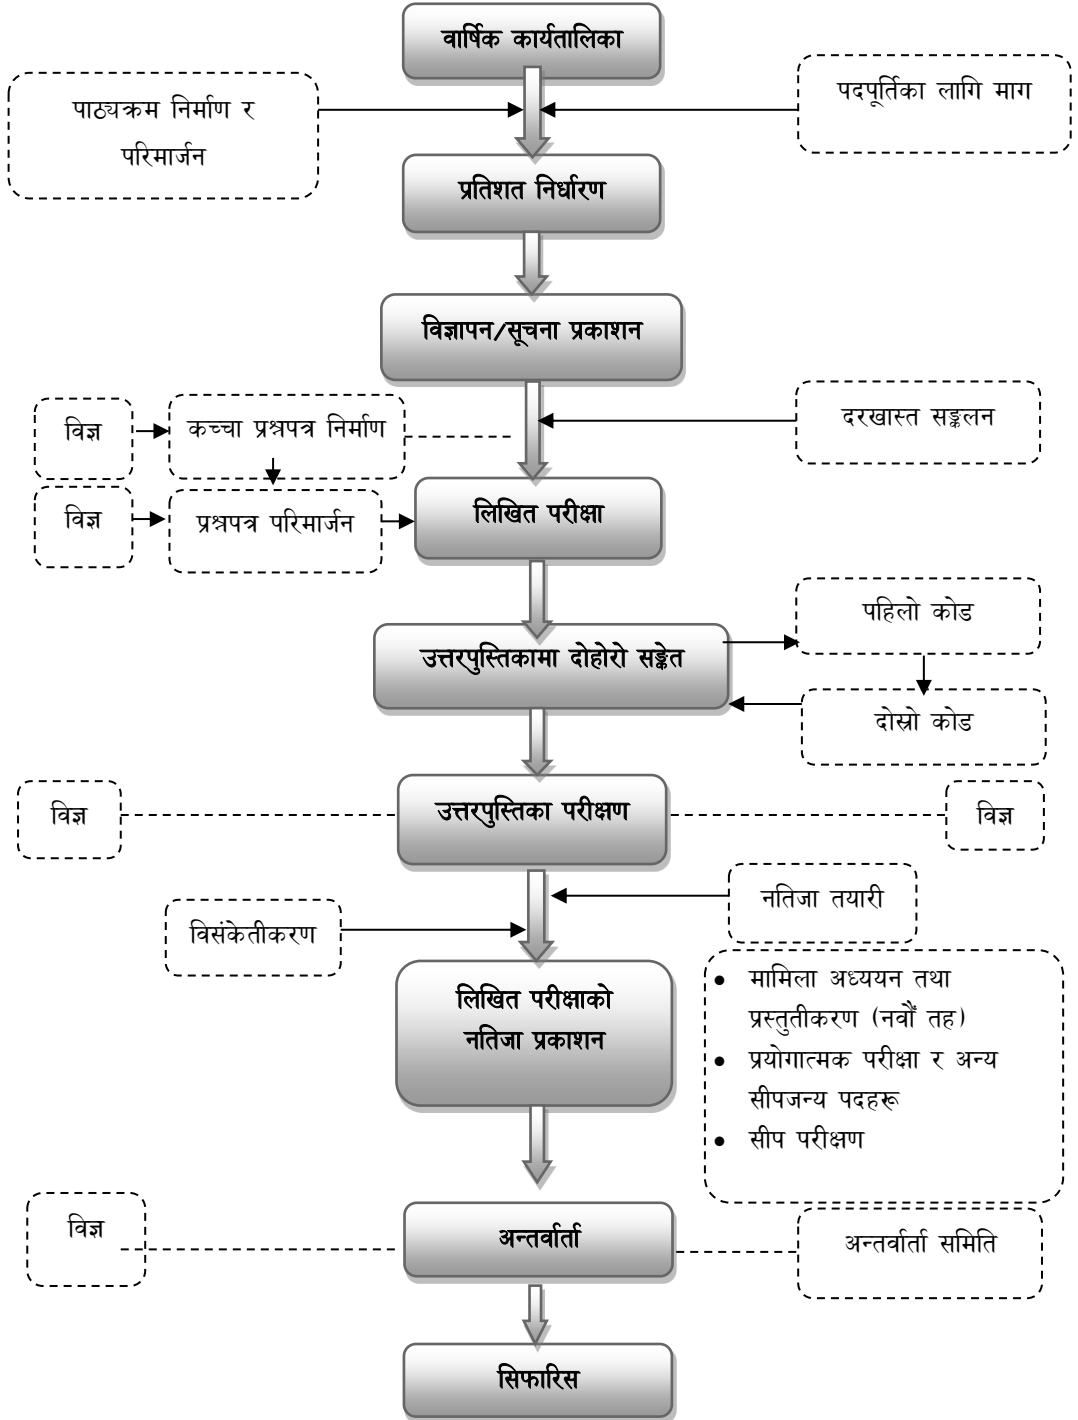 वार्षिक कार्यतालिका
पाठ्यक्रम निर्माण र
परिमार्जन
पदपूर्तिका लागि माग
प्रतिशत निर्धारण
विज्ञापन/सूचना प्रकाशन
विज्ञ
कच्चा प्रश्नपत्र निर्माण
दरखास्त सङ्कलन
विज्ञ
प्रश्नपत्र परिमार्जन
लिखित परीक्षा
पहिलो कोड
उत्तरपुस्तिकामा दोहोरो सङ्केत
दोस्रो कोड
विज्ञ
उत्तरपुस्तिका परीक्षण
विज्ञ
नतिजा तयारी
विसंकेतीकरण
लिखित परीक्षाको
नतिजा प्रकाशन
• मामिला अध्ययन तथा
प्रस्तुतीकरण (नवौँ तह)
• प्रयोगात्मक परीक्षा र अन्य
सीपजन्य पदहरू
• सीप परीक्षण
विज्ञ
अन्तर्वार्ता
अन्तर्वार्ता समिति
सिफारिस